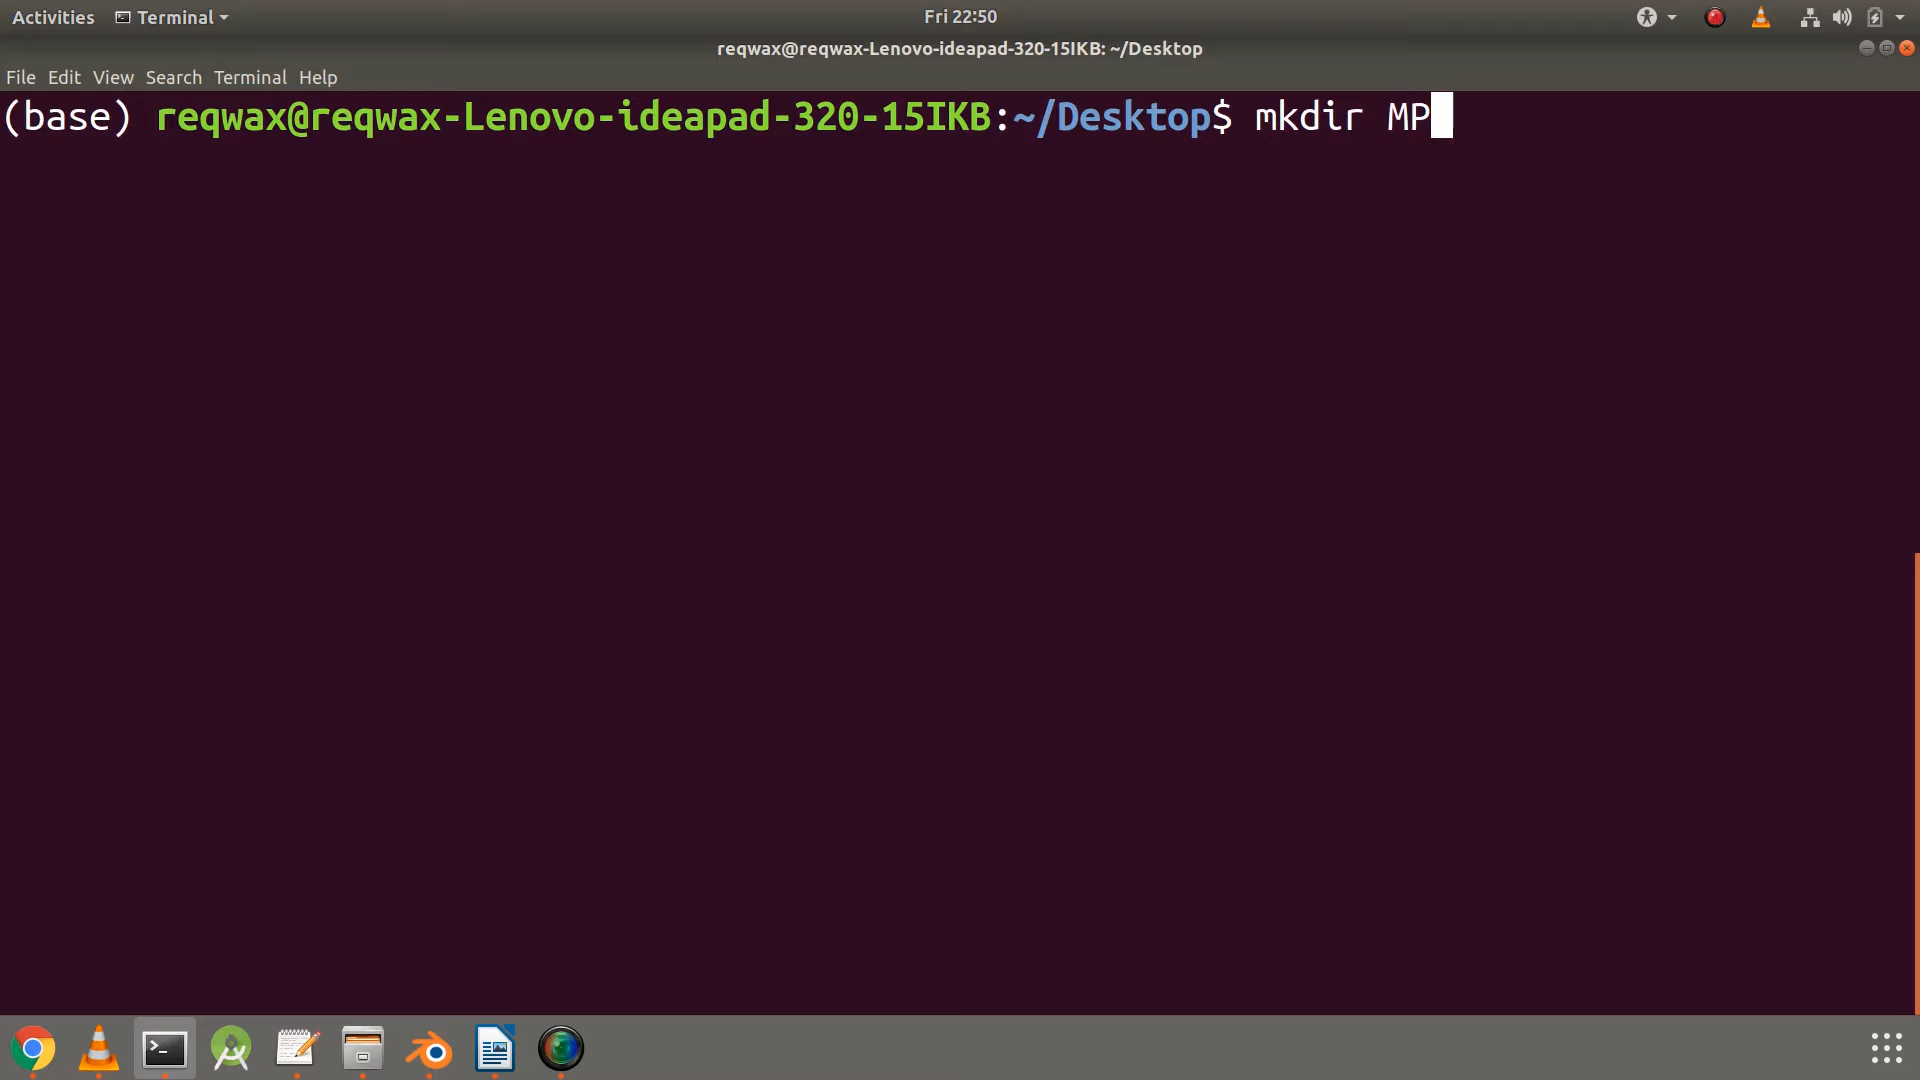 Activities Terminal Fri 22:50
reqwax@reqwax-Lenovo-ideapad-320-15IKB: ~/Desktop
File Edit View Search Terminal Help
(base) reqwax@reqwax-Lenovo-ideapad-320-15IKB:~/Desktop$ mkdir MP